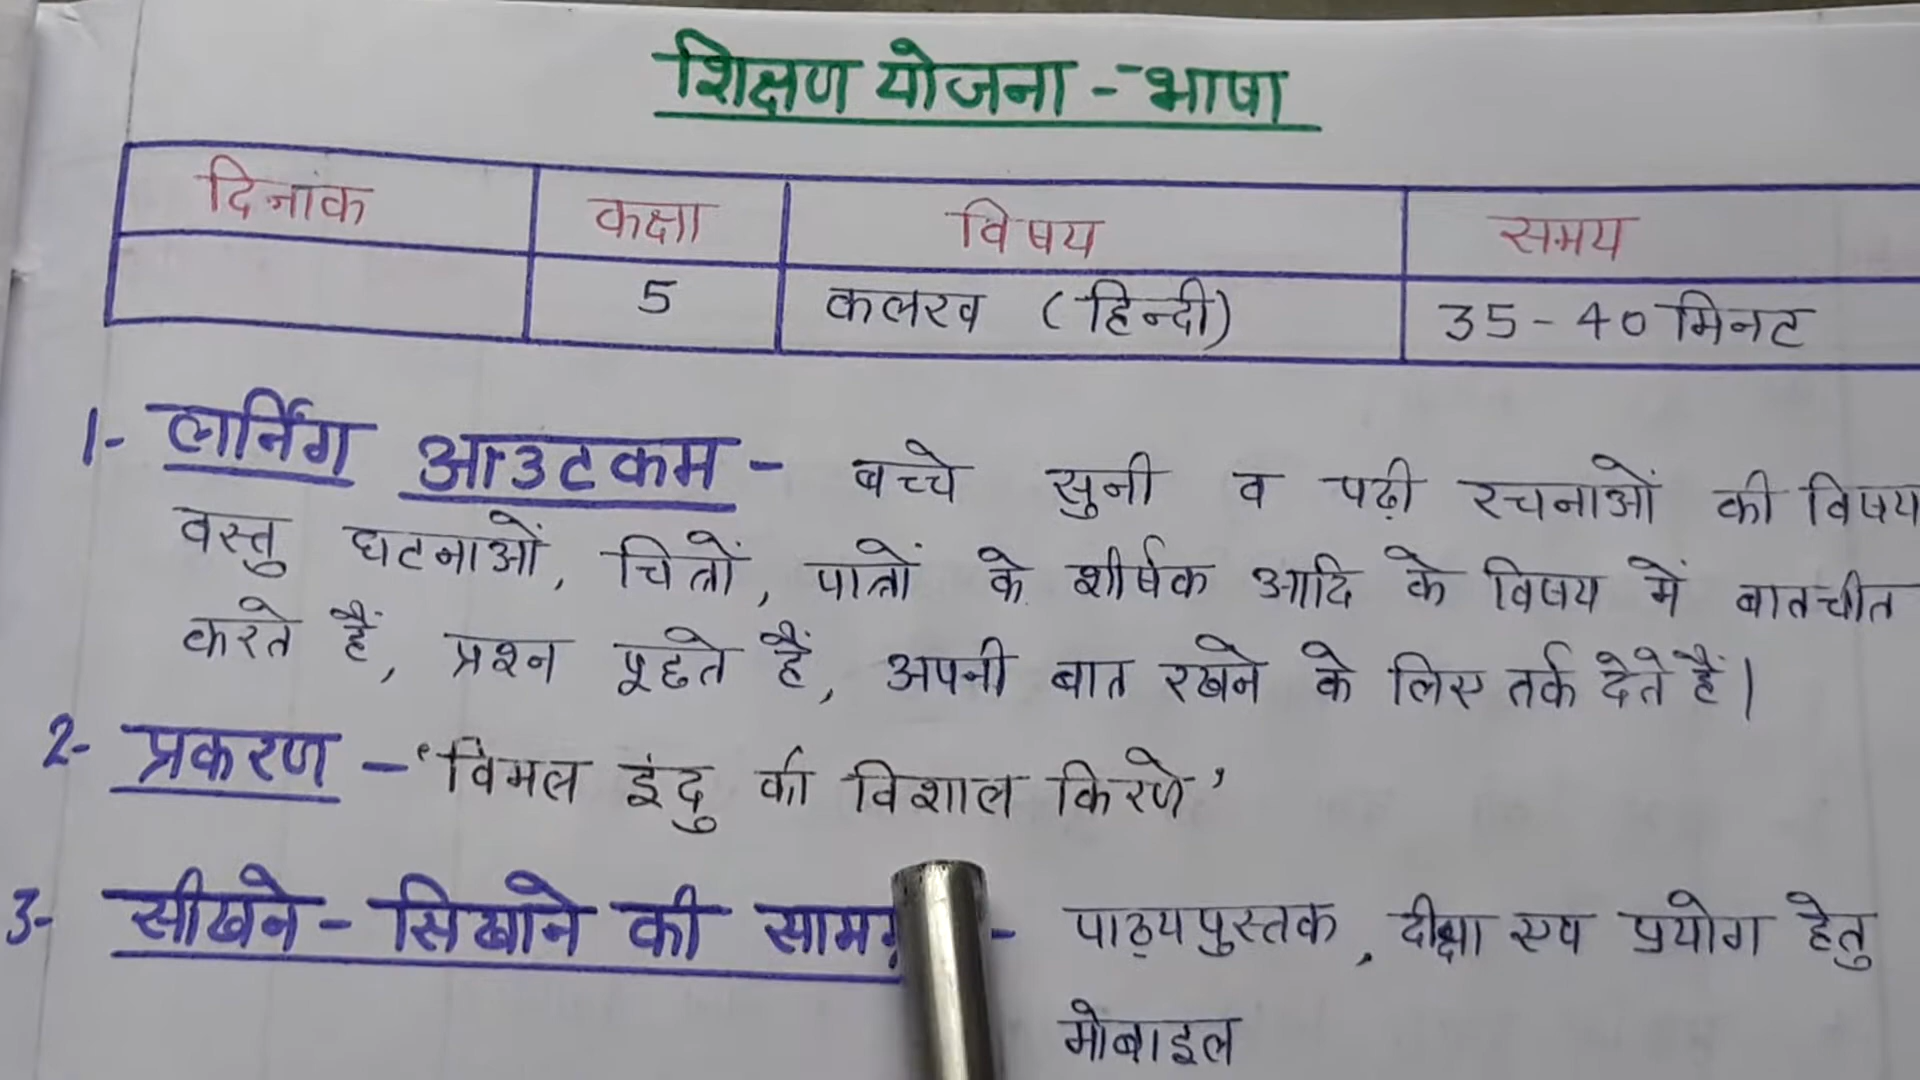 शिक्षण योजना - भाषा
दिनांक कक्षा विषय समय
5 कलरव (हिन्दी) 35-40 मिनट
1- लर्निंग आउटकम - बच्चे सुनी व पढ़ी रचनाओं की विषय
वस्तु घटनाओं, चित्रों, पात्रों के शीर्षक आदि के विषय में बातचीत
करते हैं, प्रश्न पूछते हैं, अपनी बात रखने के लिए तर्क देते हैं।
2- प्रकरण - 'विमल इंदु की विशाल किरणे'
3- सीखने - सिखाने की - पाठ्यपुस्तक, दीक्षा एप प्रयोग हेतु
मोबाइल